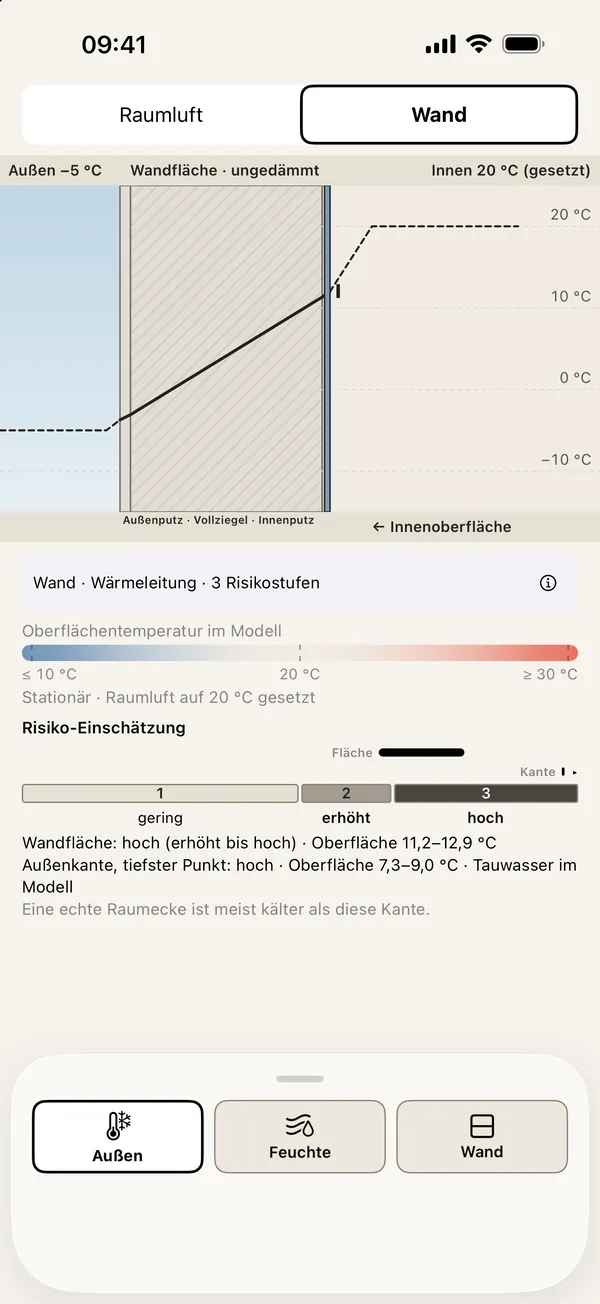 09:41
Raumluft
Wand
Außen −5 °C
Wandfläche · ungedämmt
Innen 20 °C (gesetzt)
20 °C
10 °C
0 °C
−10 °C
Außenputz · Vollziegel · Innenputz
← Innenoberfläche
Wand · Wärmeleitung · 3 Risikostufen
Oberflächentemperatur im Modell
≤ 10 °C
20 °C
≥ 30 °C
Stationär · Raumluft auf 20 °C gesetzt
Risiko-Einschätzung
Fläche
Kante
1
2
3
gering
erhöht
hoch
Wandfläche: hoch (erhöht bis hoch) · Oberfläche 11,2–12,9 °C
Außenkante, tiefster Punkt: hoch · Oberfläche 7,3–9,0 °C · Tauwasser im
Modell
Eine echte Raumecke ist meist kälter als diese Kante.
Außen
Feuchte
Wand